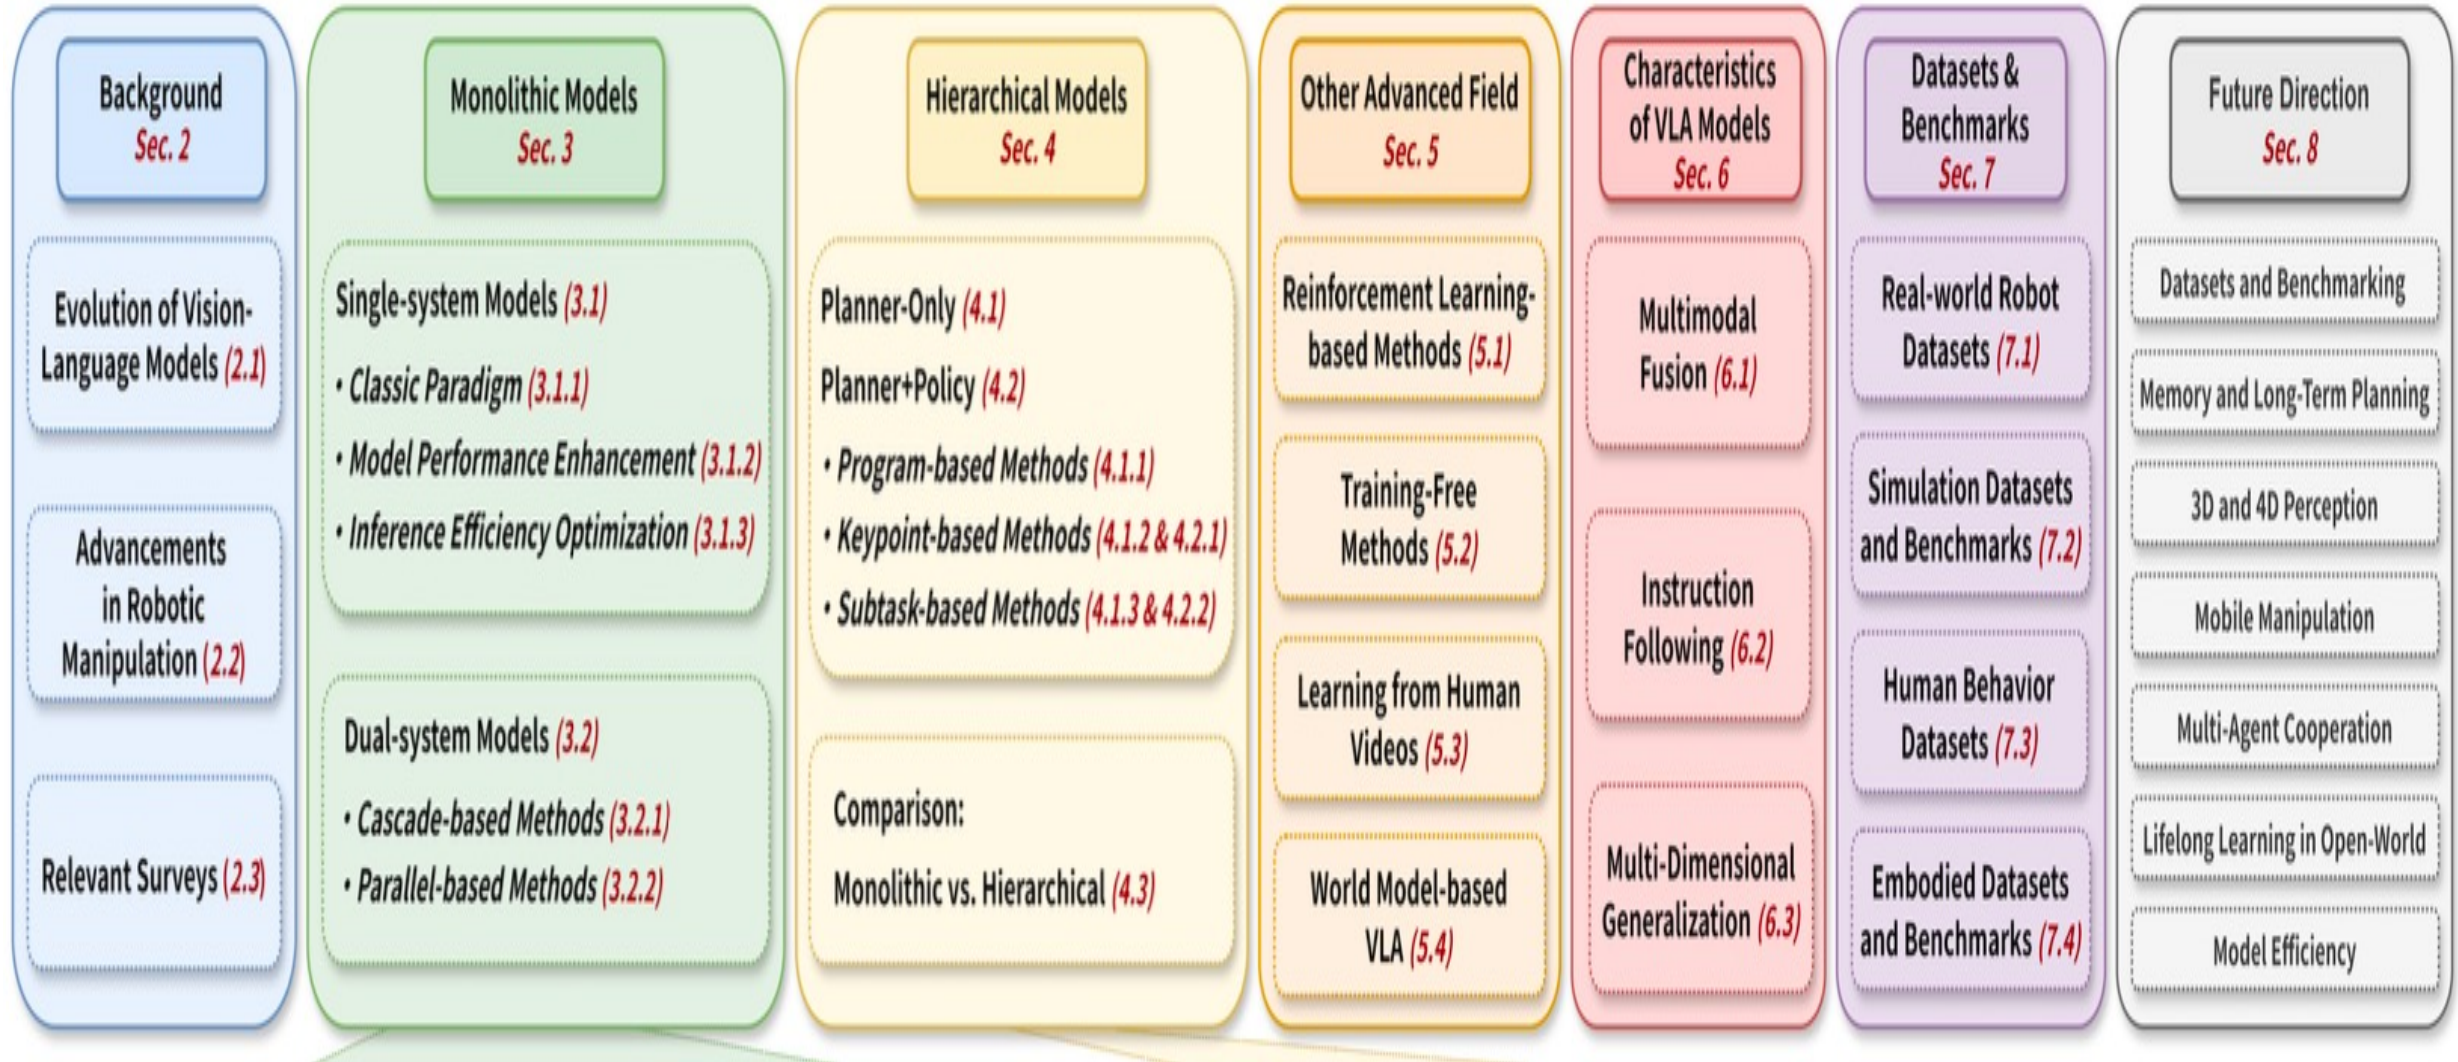 Background
Sec. 2
Evolution of Vision-
Language Models (2.1)
Advancements
in Robotic
Manipulation (2.2)
Relevant Surveys (2.3)
Monolithic Models
Sec. 3
Single-system Models (3.1)
• Classic Paradigm (3.1.1)
• Model Performance Enhancement (3.1.2)
• Inference Efficiency Optimization (3.1.3)
Dual-system Models (3.2)
• Cascade-based Methods (3.2.1)
• Parallel-based Methods (3.2.2)
Hierarchical Models
Sec. 4
Planner-Only (4.1)
Planner+Policy (4.2)
• Program-based Methods (4.1.1)
• Keypoint-based Methods (4.1.2 & 4.2.1)
• Subtask-based Methods (4.1.3 & 4.2.2)
Comparison:
Monolithic vs. Hierarchical (4.3)
Other Advanced Field
Sec. 5
Reinforcement Learning-
based Methods (5.1)
Training-Free
Methods (5.2)
Learning from Human
Videos (5.3)
World Model-based
VLA (5.4)
Characteristics
of VLA Models
Sec. 6
Multimodal
Fusion (6.1)
Instruction
Following (6.2)
Multi-Dimensional
Generalization (6.3)
Datasets &
Benchmarks
Sec. 7
Real-world Robot
Datasets (7.1)
Simulation Datasets
and Benchmarks (7.2)
Human Behavior
Datasets (7.3)
Embodied Datasets
and Benchmarks (7.4)
Future Direction
Sec. 8
Datasets and Benchmarking
Memory and Long-Term Planning
3D and 4D Perception
Mobile Manipulation
Multi-Agent Cooperation
Lifelong Learning in Open-World
Model Efficiency